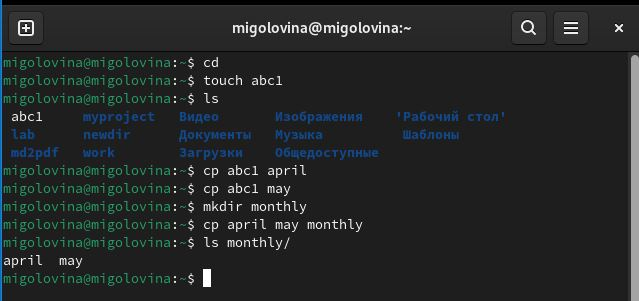 migolovina@migolovina:~
migolovina@migolovina:~$ cd
migolovina@migolovina:~$ touch abc1
migolovina@migolovina:~$ ls
abc1 myproject Видео Изображения 'Рабочий стол'
lab newdir Документы Музыка Шаблоны
md2pdf work Загрузки Общедоступные
migolovina@migolovina:~$ cp abc1 april
migolovina@migolovina:~$ cp abc1 may
migolovina@migolovina:~$ mkdir monthly
migolovina@migolovina:~$ cp april may monthly
migolovina@migolovina:~$ ls monthly/
april may
migolovina@migolovina:~$